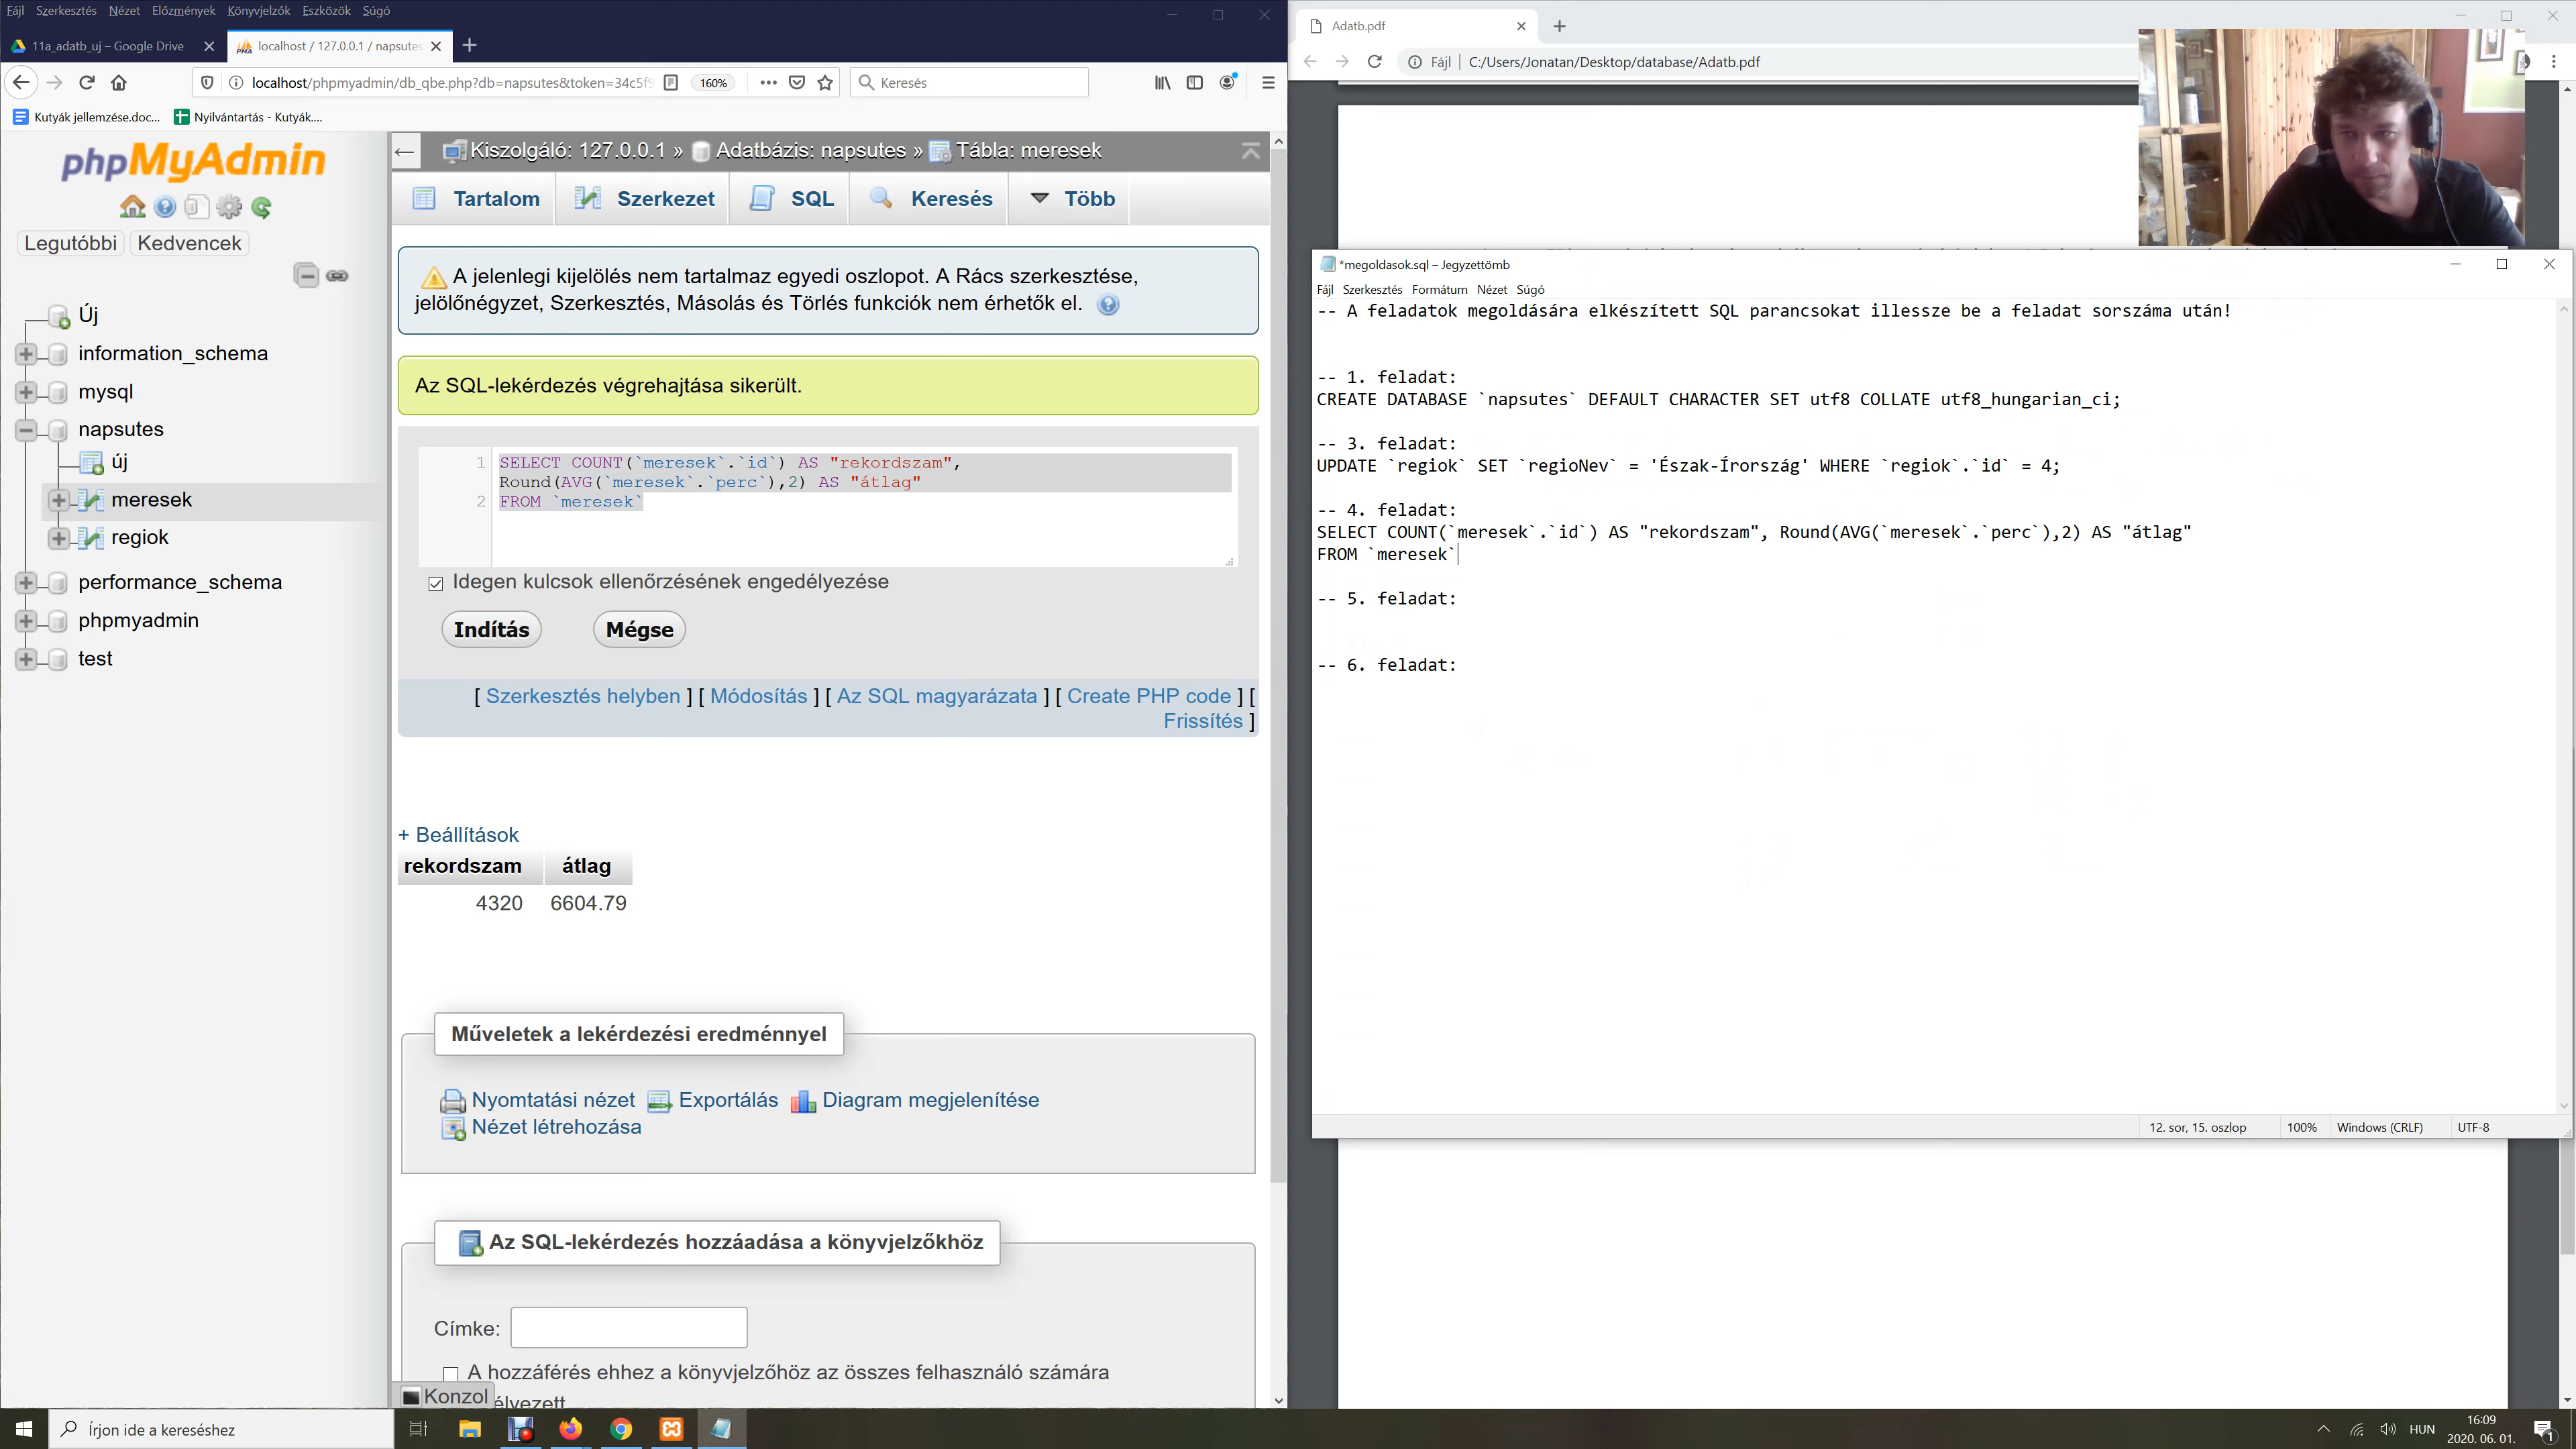 Fájl Szerkesztés Nézet Előzmények Könyvjelzők Eszközök Súgó
11a_adatb_uj – Google Drive
localhost / 127.0.0.1 / napsutes
localhost/phpmyadmin/db_qbe.php?db=napsutes&token=34c5f9
160%
Keresés
Kutyák jellemzése.doc...
Nyilvántartás - Kutyák....
phpMyAdmin
Legutóbbi
Kedvencek
Új
information_schema
mysql
napsutes
új
meresek
regiok
performance_schema
phpmyadmin
test
Kiszolgáló: 127.0.0.1 » Adatbázis: napsutes » Tábla: meresek
Tartalom
Szerkezet
SQL
Keresés
Több
A jelenlegi kijelölés nem tartalmaz egyedi oszlopot. A Rács szerkesztése,
jelölőnégyzet, Szerkesztés, Másolás és Törlés funkciók nem érhetők el.
Az SQL-lekérdezés végrehajtása sikerült.
1 SELECT COUNT(`meresek`.`id`) AS "rekordszam",
Round(AVG(`meresek`.`perc`),2) AS "átlag"
2 FROM `meresek`
Idegen kulcsok ellenőrzésének engedélyezése
Indítás
Mégse
[ Szerkesztés helyben ] [ Módosítás ] [ Az SQL magyarázata ] [ Create PHP code ] [
Frissítés ]
+ Beállítások
rekordszam átlag
4320 6604.79
Műveletek a lekérdezési eredménnyel
Nyomtatási nézet
Exportálás
Diagram megjelenítése
Nézet létrehozása
Az SQL-lekérdezés hozzáadása a könyvjelzőkhöz
Címke:
A hozzáférés ehhez a könyvjelzőhöz az összes felhasználó számára
élyezett
Konzol
Adatb.pdf
Fájl
C:/Users/Jonatan/Desktop/database/Adatb.pdf
*megoldasok.sql – Jegyzettömb
Fájl Szerkesztés Formátum Nézet Súgó
-- A feladatok megoldására elkészített SQL parancsokat illessze be a feladat sorszáma után!
-- 1. feladat:
CREATE DATABASE `napsutes` DEFAULT CHARACTER SET utf8 COLLATE utf8_hungarian_ci;
-- 3. feladat:
UPDATE `regiok` SET `regioNev` = 'Észak-Írország' WHERE `regiok`.`id` = 4;
-- 4. feladat:
SELECT COUNT(`meresek`.`id`) AS "rekordszam", Round(AVG(`meresek`.`perc`),2) AS "átlag"
FROM `meresek`
-- 5. feladat:
-- 6. feladat:
12. sor, 15. oszlop
100%
Windows (CRLF)
UTF-8
Írjon ide a kereséshez
HUN
16:09
2020. 06. 01.
1